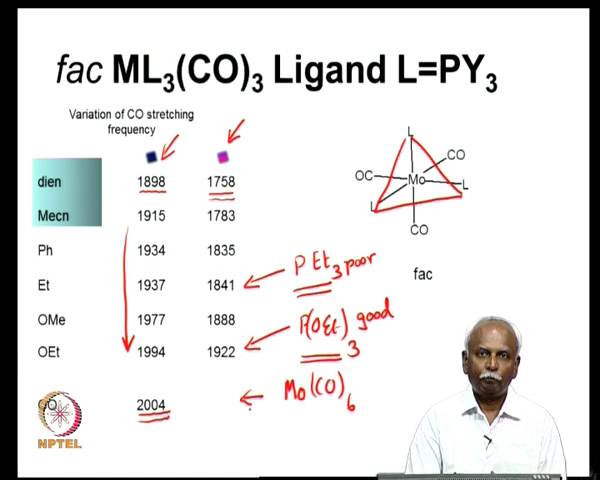 fac ML3(CO)3 Ligand L=PY3
Variation of CO stretching
frequency
dien 1898 1758
Mecn 1915 1783
Ph 1934 1835
Et 1937 1841
OMe 1977 1888
OEt 1994 1922
CO 2004
PEt3 poor
P(OEt)3 good
Mo(CO)6
L
CO
OC Mo L
L
CO
fac
NPTEL